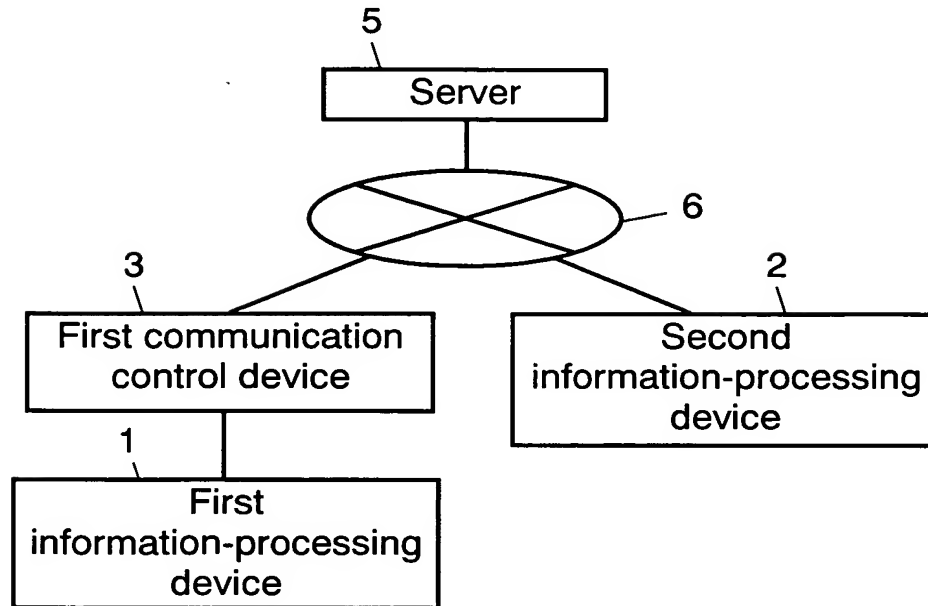 5
Server
6
3
2
First communication
control device
Second
information-processing
device
1
First
information-processing
device